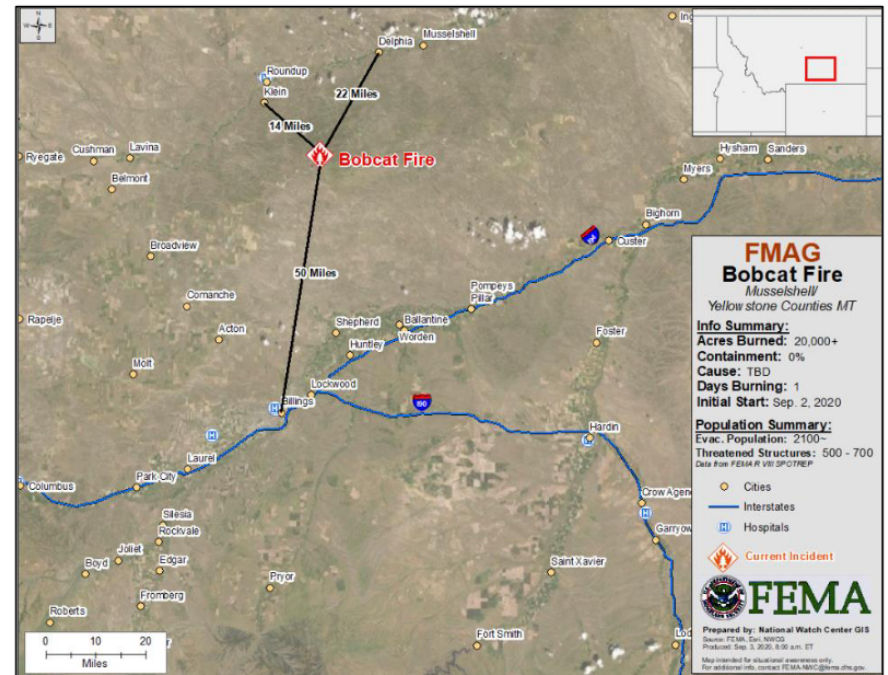 N
W E
S
Delphia
Musselshell
Ing
Roundup
Klein
22 Miles
14 Miles
Bobcat Fire
Cushman
Lavina
Ryegate
Belmont
Hysham
Sanders
Myers
Bighorn
Custer
Broadview
50 Miles
Comanche
Pompeys
Pillar
Rapelje
Acton
Shepherd
Ballantine
Worden
Huntley
Foster
Molt
Lockwood
Billings
190
Hardin
Laurel
Columbus
Park City
Crow Agenc
Silesia
Rockvale
Garryow
Joliet
Edgar
Boyd
Saint Xavier
Pryor
Fromberg
Roberts
Fort Smith
Lod
0 10 20
Miles
FMAG
Bobcat Fire
Musselshell/
Yellowstone Counties MT
Info Summary:
Acres Burned: 20,000+
Containment: 0%
Cause: TBD
Days Burning: 1
Initial Start: Sep. 2, 2020
Population Summary:
Evac. Population: 2100~
Threatened Structures: 500 - 700
Data from FEMA R VIII SPOTREP
Cities
Interstates
H Hospitals
Current Incident
FEMA
Prepared by: National Watch Center GIS
Source: FEMA, Esri, NWCG
Produced: Sep. 3, 2020, 8:00 a.m. ET
Map intended for situational awareness only.
For additional info, contact FEMA-NWC@fema.dhs.gov